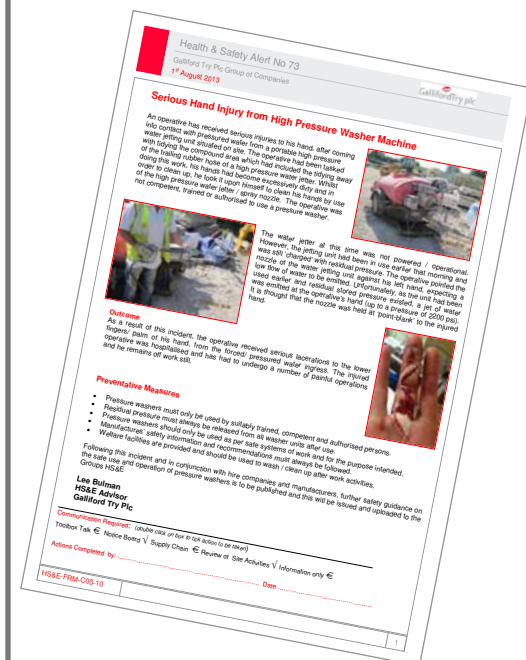 Health & Safety Alert No 73
Galliford Try Plc Group of Companies
1st August 2013
GallifordTry plc
Serious Hand Injury from High Pressure Washer Machine
An operative has received serious injuries to his hand, after coming
into contact with pressured wafer from a portable high pressure
water jetting unit situated on site. The operative had been tasked
with tidying the compound area which had included the tidying away
of the trailing rubber hose of a high pressure water jetter. Whilst
doing this work, his hands had become excessively dirty and in
order to clean up, he took it upon himself to clean his hands by use
of the high pressure water jetter / spray nozzle. The operative was
not competent, trained or authorised to use a pressure washer.
The water jetter at this time was not powered / operational.
However, the jetting unit had been in use earlier that morning and
was still 'charged' with residual pressure. The operative pointed the
nozzle of the water jetting unit against his left hand, expecting a
low flow of water to be emitted. Unfortunately, as the unit had been
used earlier and residual stored pressure existed, a jet of water
was emitted at the operative's hand (up to a pressure of 2200 psi).
It is thought that the nozzle was held at 'point-blank' to the injured
hand.
Outcome
As a result of this incident, the operative received serious lacerations to the lower
fingers/ palm of his hand, from the forced/ pressured water ingress. The injured
operative was hospitalised and has had to undergo a number of painful operations
and he remains off work still.
Preventative Measures
• Pressure washers must only be used by suitably trained, competent and authorised persons.
• Residual pressure must always be released from all washer units after use.
• Pressure washers should only be used as per safe systems of work and for the purpose intended.
• Manufactures' safety information and recommendations must always be followed.
• Welfare facilities are provided and should be used to wash / clean up after work activities.
Following this incident and in conjunction with hire companies and manufacturers, further safety guidance on
the safe use and operation of pressure washers is to be published and this will be issued and uploaded to the
Groups HS&E
Lee Bulman
HS&E Advisor
Galliford Try Plc
Communication Required: (double click on box to tick action to be taken)
Toolbox Talk € Notice Board √ Supply Chain € Review of Site Activities √ Information only €
Actions Completed by: ........................................ Date ..............................
HS&E-FRM-C03-10
1